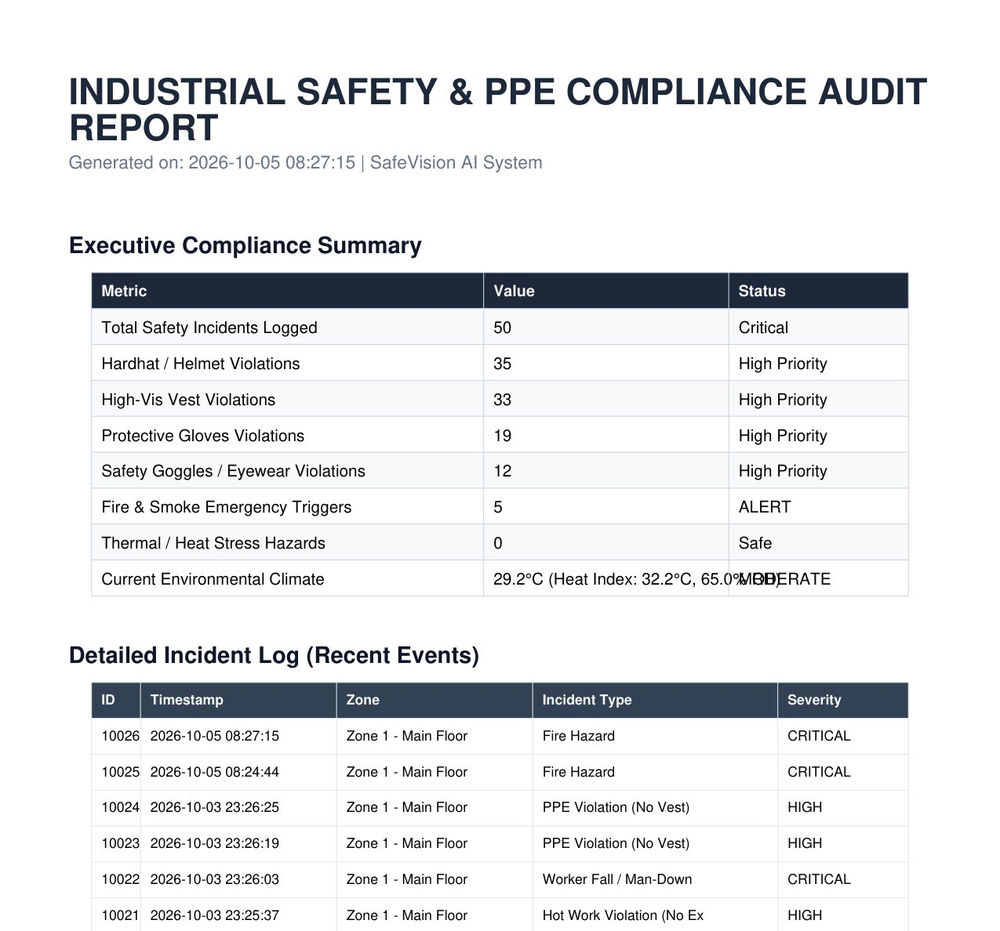 INDUSTRIAL SAFETY & PPE COMPLIANCE AUDIT
REPORT
Generated on: 2026-10-05 08:27:15 | SafeVision AI System
Executive Compliance Summary
Metric Value Status
Total Safety Incidents Logged 50 Critical
Hardhat / Helmet Violations 35 High Priority
High-Vis Vest Violations 33 High Priority
Protective Gloves Violations 19 High Priority
Safety Goggles / Eyewear Violations 12 High Priority
Fire & Smoke Emergency Triggers 5 ALERT
Thermal / Heat Stress Hazards 0 Safe
Current Environmental Climate 29.2°C (Heat Index: 32.2°C, 65.0% RH) MODERATE
Detailed Incident Log (Recent Events)
ID Timestamp Zone Incident Type Severity
10026 2026-10-05 08:27:15 Zone 1 - Main Floor Fire Hazard CRITICAL
10025 2026-10-05 08:24:44 Zone 1 - Main Floor Fire Hazard CRITICAL
10024 2026-10-03 23:26:25 Zone 1 - Main Floor PPE Violation (No Vest) HIGH
10023 2026-10-03 23:26:19 Zone 1 - Main Floor PPE Violation (No Vest) HIGH
10022 2026-10-03 23:26:03 Zone 1 - Main Floor Worker Fall / Man-Down CRITICAL
10021 2026-10-03 23:25:37 Zone 1 - Main Floor Hot Work Violation (No Ex HIGH